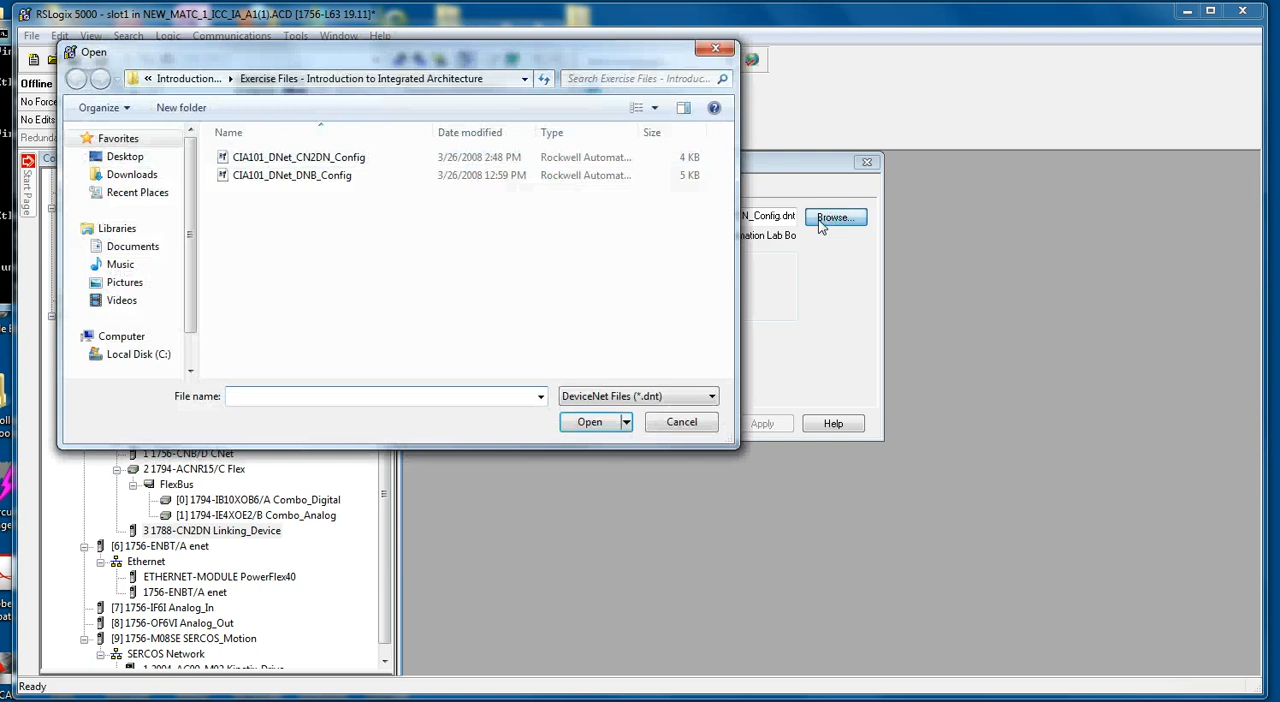 RSLogix 5000 - slot1 in NEW_MATC_1_ICC_IA_A1(1).ACD [1756-L63 19.11]*
File Edit View Search Logic Communications Tools Window Help
Offline
No Force
No Edits
Redunda
Start Page
Open
« Introduction... Exercise Files - Introduction to Integrated Architecture
Search Exercise Files - Introduc...
Organize New folder
Name Date modified Type Size
Favorites
Desktop
Downloads
Recent Places
Libraries
Documents
Music
Pictures
Videos
Computer
Local Disk (C:)
CIA101_DNet_CN2DN_Config 3/26/2008 2:48 PM Rockwell Automat... 4 KB
CIA101_DNet_DNB_Config 3/26/2008 12:59 PM Rockwell Automat... 5 KB
File name: DeviceNet Files (*.dnt)
Open Cancel
N_Config.dnt Browse...
mation Lab Bo
Apply Help
1 1756-CNB/D CNet
2 1794-ACNR15/C Flex
FlexBus
[0] 1794-IB10XOB6/A Combo_Digital
[1] 1794-IE4XOE2/B Combo_Analog
3 1788-CN2DN Linking_Device
[6] 1756-ENBT/A enet
Ethernet
ETHERNET-MODULE PowerFlex40
1756-ENBT/A enet
[7] 1756-IF6I Analog_In
[8] 1756-OF6VI Analog_Out
[9] 1756-M08SE SERCOS_Motion
SERCOS Network
Ready